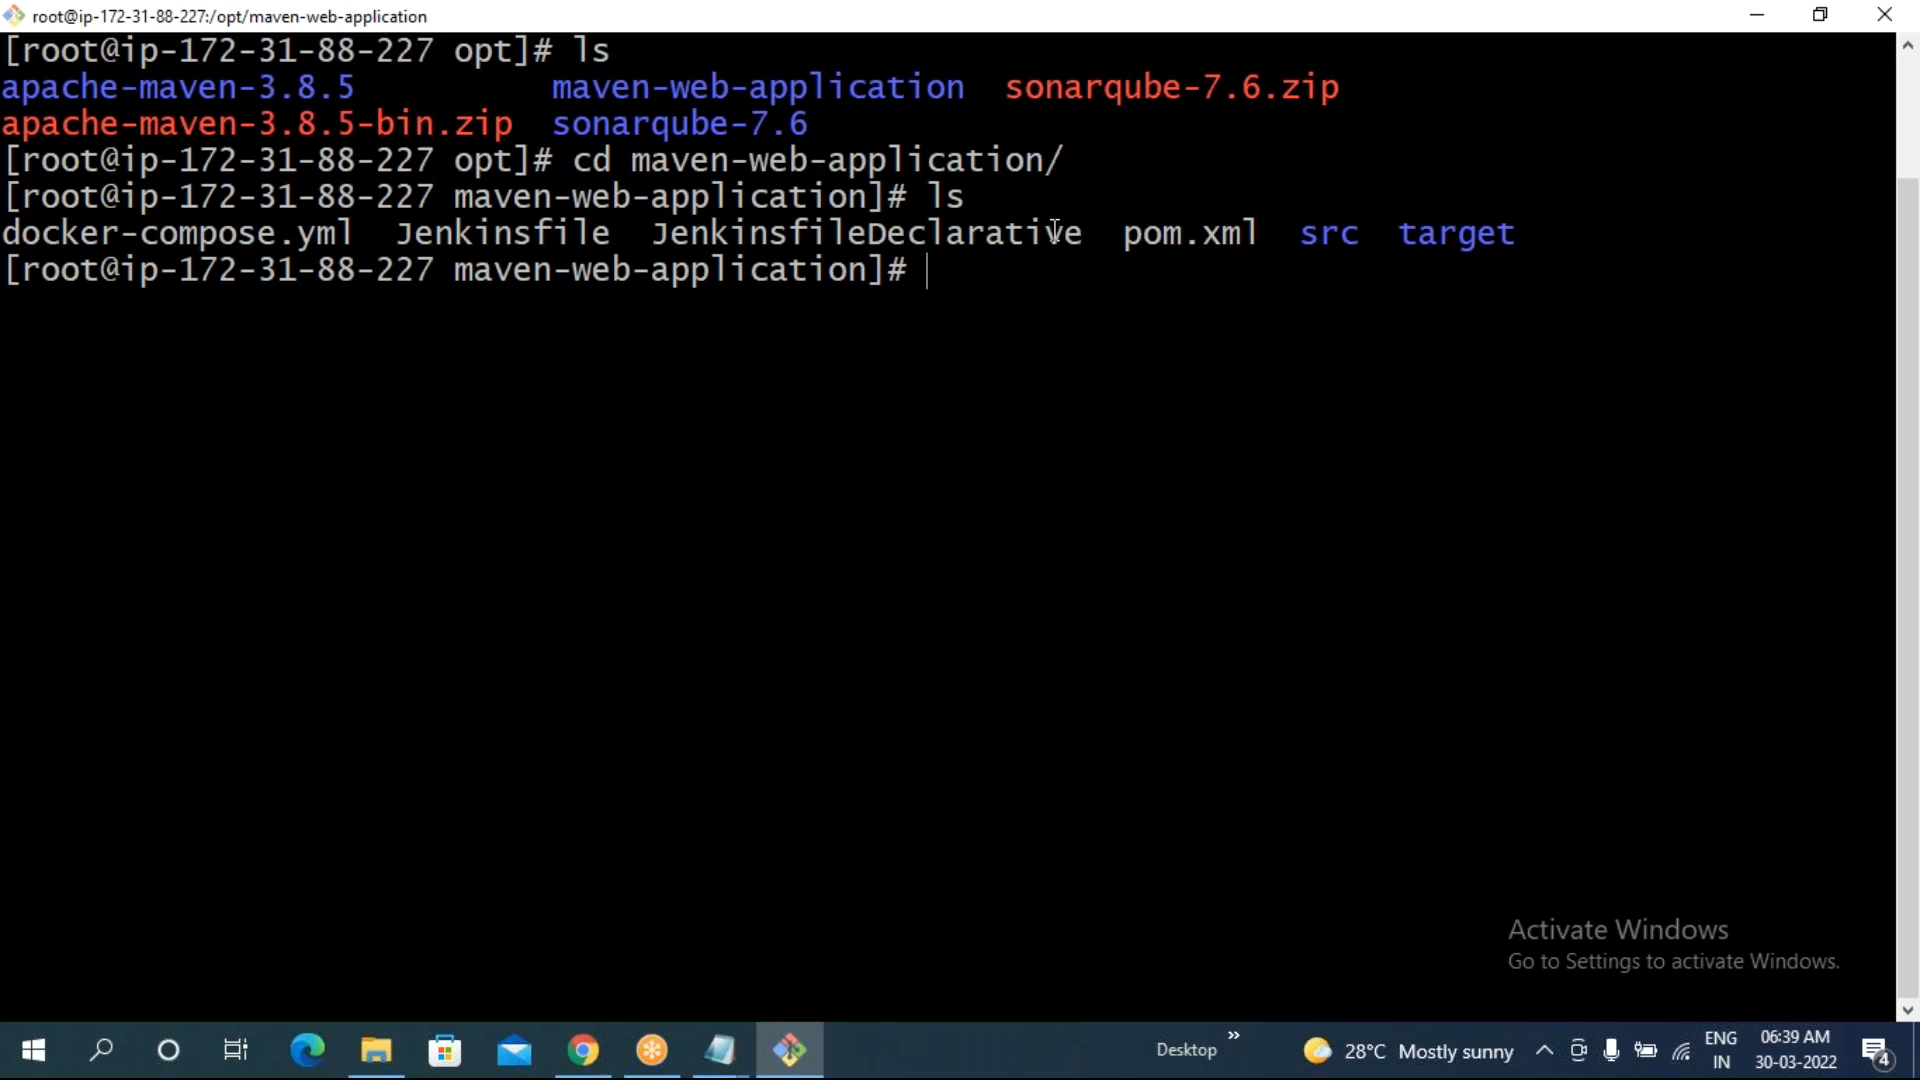 root@ip-172-31-88-227:/opt/maven-web-application
[root@ip-172-31-88-227 opt]# ls
apache-maven-3.8.5 maven-web-application sonarqube-7.6.zip
apache-maven-3.8.5-bin.zip sonarqube-7.6
[root@ip-172-31-88-227 opt]# cd maven-web-application/
[root@ip-172-31-88-227 maven-web-application]# ls
docker-compose.yml Jenkinsfile JenkinsfileDeclarative pom.xml src target
[root@ip-172-31-88-227 maven-web-application]#
Activate Windows
Go to Settings to activate Windows.
Desktop » 28°C Mostly sunny
ENG
IN
06:39 AM
30-03-2022
4